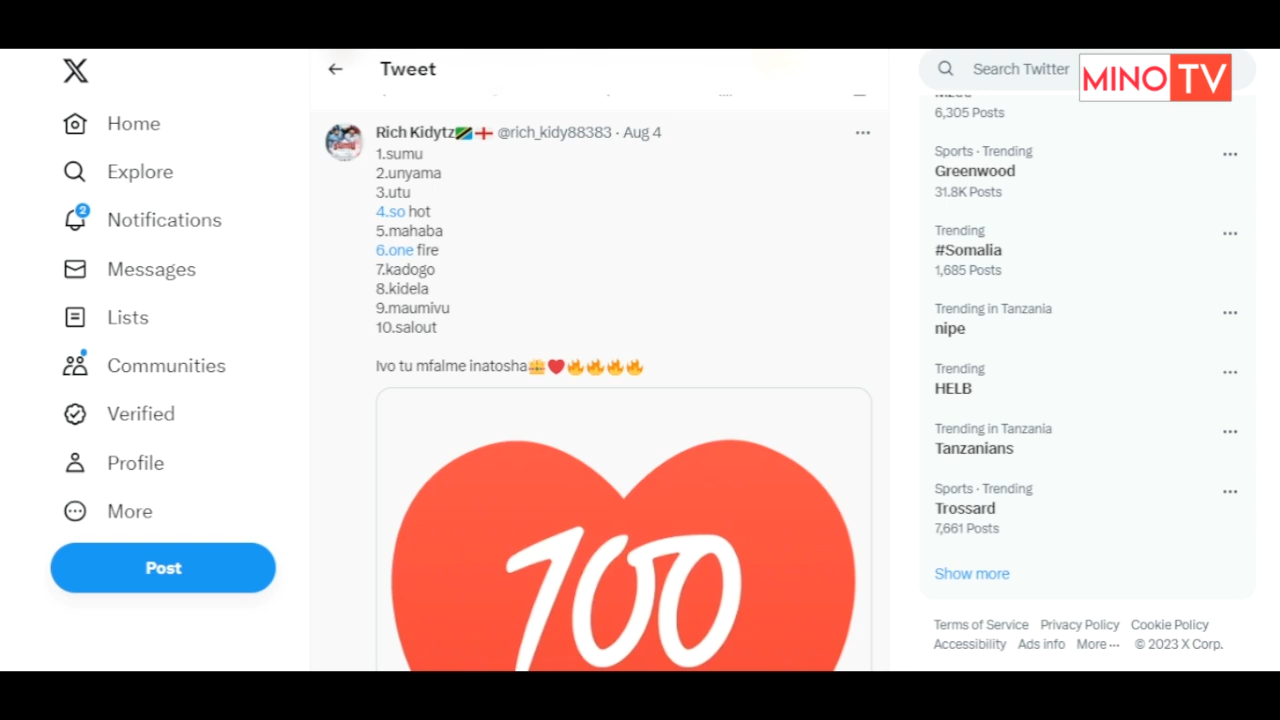 Home
Explore
2
Notifications
Messages
Lists
Communities
Verified
Profile
More
Post
Tweet
Rich Kidytz @rich_kidy88383 · Aug 4
1.sumu
2.unyama
3.utu
4.so hot
5.mahaba
6.one fire
7.kadogo
8.kidela
9.maumivu
10.salout
Ivo tu mfalme inatosha
100
Search Twitter
MINO TV
6,305 Posts
Sports · Trending
Greenwood
31.8K Posts
Trending
#Somalia
1,685 Posts
Trending in Tanzania
nipe
Trending
HELB
Trending in Tanzania
Tanzanians
Sports · Trending
Trossard
7,661 Posts
Show more
Terms of Service Privacy Policy Cookie Policy
Accessibility Ads info More ··· © 2023 X Corp.